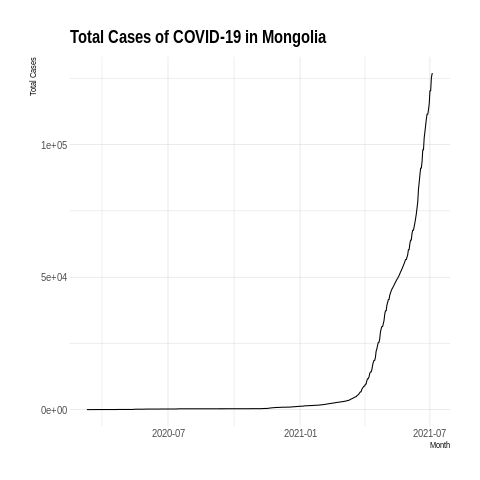 Total Cases of COVID-19 in Mongolia
Total Cases
1e+05
5e+04
0e+00
2020-07 2021-01 2021-07
Month